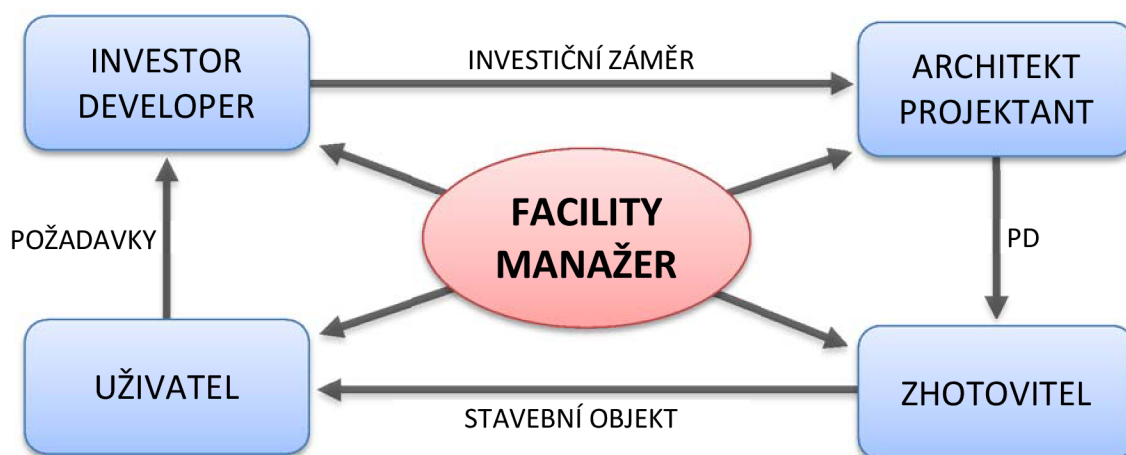 INVESTOR
DEVELOPER
INVESTIČNÍ ZÁMĚR
ARCHITEKT
PROJEKTANT
FACILITY
MANAŽER
POŽADAVKY
PD
UŽIVATEL
STAVEBNÍ OBJEKT
ZHOTOVITEL